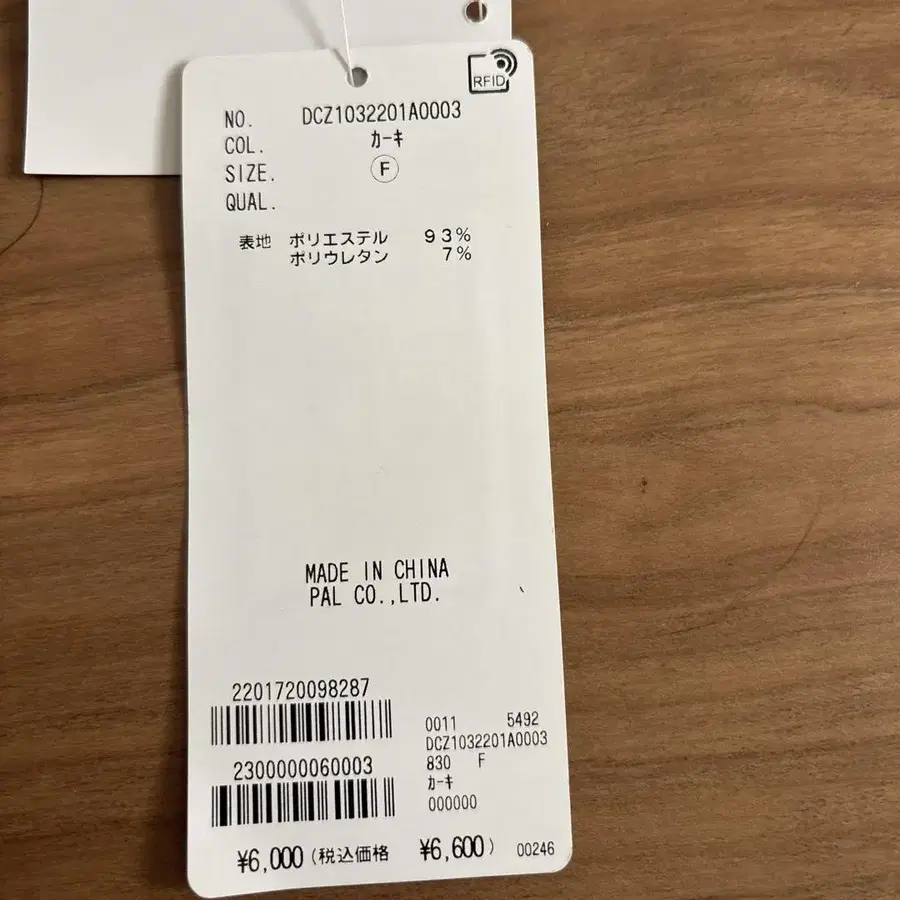 RFID
NO. DCZ1032201A0003
COL. カーキ
SIZE. F
QUAL.
表地 ポリエステル 93%
ポリウレタン 7%
MADE IN CHINA
PAL CO.,LTD.
2201720098287
0011 5492
DCZ1032201A0003
830 F
カーキ
000000
2300000060003
¥6,000(税込価格 ¥6,600) 00246